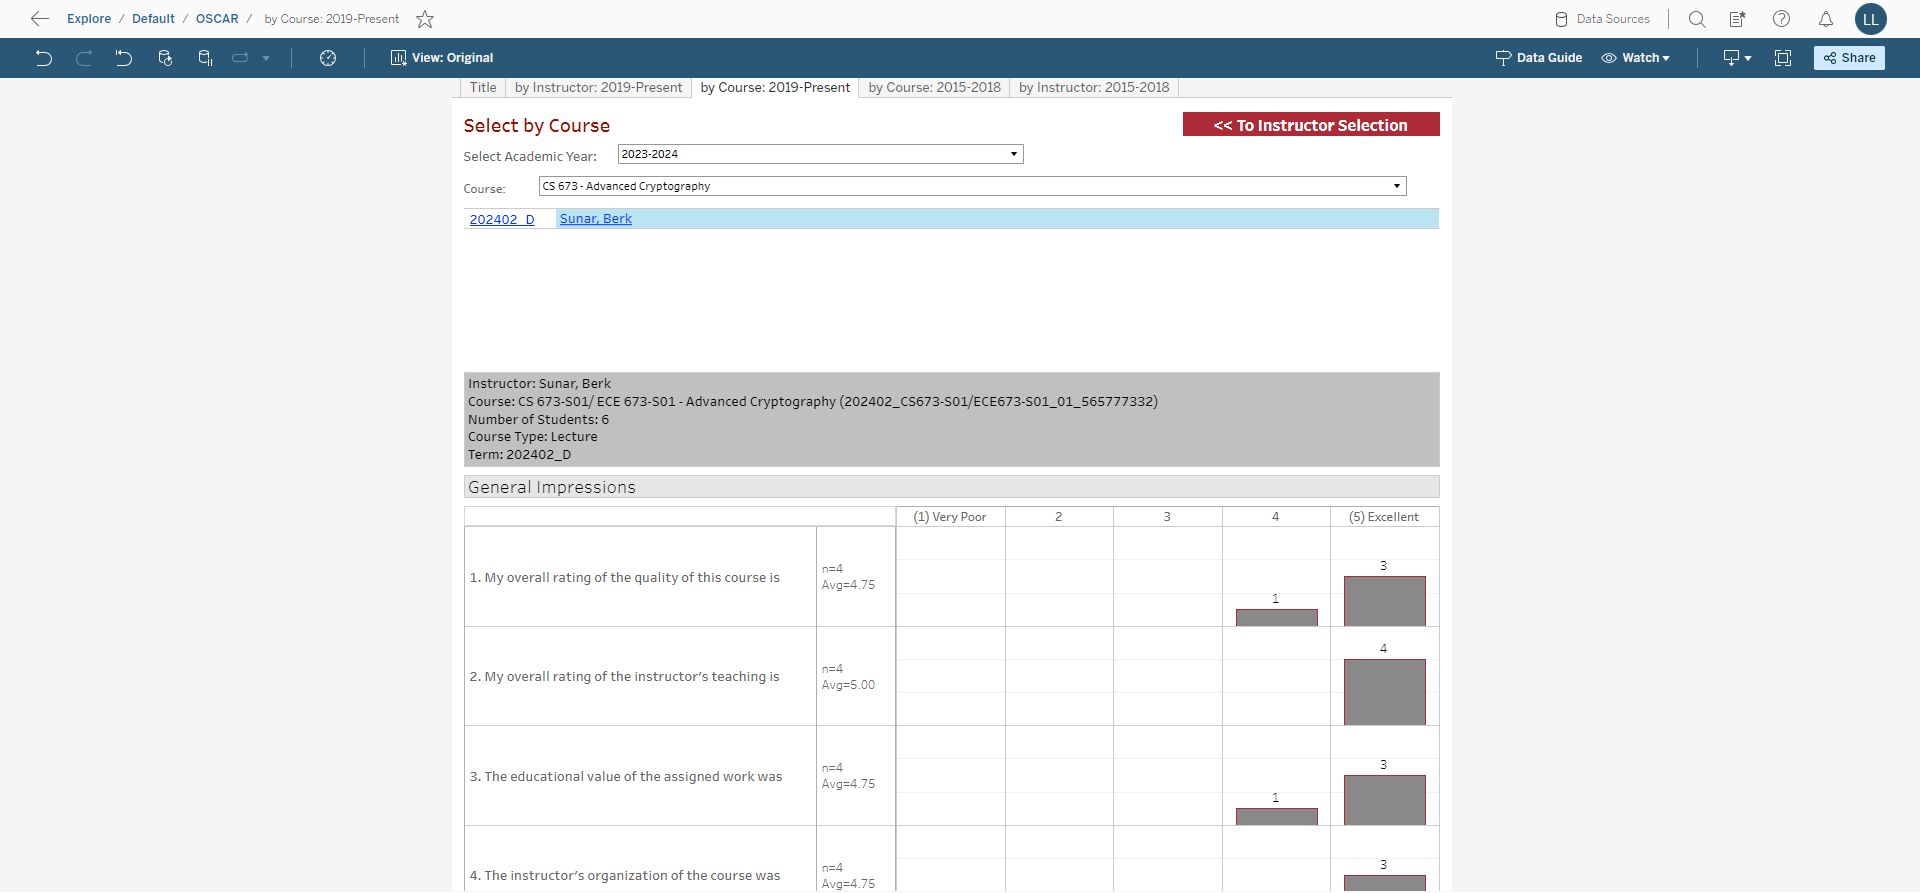 Explore / Default / OSCAR / by Course: 2019-Present
Data Sources
LL
View: Original
Data Guide
Watch
Share
Title
by Instructor: 2019-Present
by Course: 2019-Present
by Course: 2015-2018
by Instructor: 2015-2018
Select by Course
<< To Instructor Selection
Select Academic Year:
2023-2024
Course:
CS 673 - Advanced Cryptography
202402_D
Sunar, Berk
Instructor: Sunar, Berk
Course: CS 673-S01/ ECE 673-S01 - Advanced Cryptography (202402_CS673-S01/ECE673-S01_01_565777332)
Number of Students: 6
Course Type: Lecture
Term: 202402_D
General Impressions
(1) Very Poor 2 3 4 (5) Excellent
1. My overall rating of the quality of this course is
n=4
Avg=4.75
1
3
2. My overall rating of the instructor's teaching is
n=4
Avg=5.00
4
3. The educational value of the assigned work was
n=4
Avg=4.75
1
3
4. The instructor's organization of the course was
n=4
Avg=4.75
3